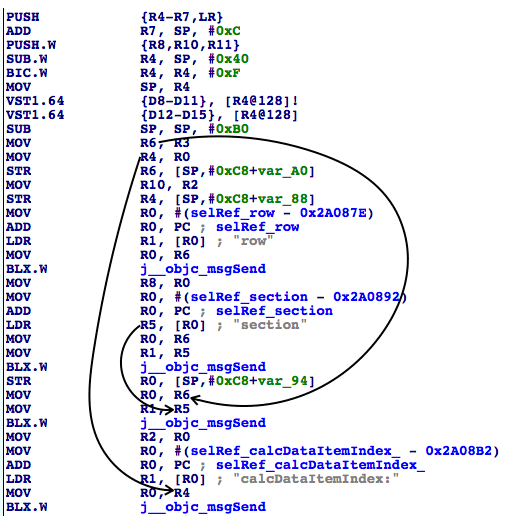 PUSH {R4-R7,LR}
ADD R7, SP, #0xC
PUSH.W {R8,R10,R11}
SUB.W R4, SP, #0x40
BIC.W R4, R4, #0xF
MOV SP, R4
VST1.64 {D8-D11}, [R4@128]!
VST1.64 {D12-D15}, [R4@128]
SUB SP, SP, #0xB0
MOV R6, R3
MOV R4, R0
STR R6, [SP,#0xC8+var_A0]
MOV R10, R2
STR R4, [SP,#0xC8+var_88]
MOV R0, #(selRef_row - 0x2A087E)
ADD R0, PC ; selRef_row
LDR R1, [R0] ; "row"
MOV R0, R6
BLX.W j__objc_msgSend
MOV R8, R0
MOV R0, #(selRef_section - 0x2A0892)
ADD R0, PC ; selRef_section
LDR R5, [R0] ; "section"
MOV R0, R6
MOV R1, R5
BLX.W j__objc_msgSend
STR R0, [SP,#0xC8+var_94]
MOV R0, R6
MOV R1, R5
BLX.W j__objc_msgSend
MOV R2, R0
MOV R0, #(selRef_calcDataItemIndex_ - 0x2A08B2)
ADD R0, PC ; selRef_calcDataItemIndex_
LDR R1, [R0] ; "calcDataItemIndex:"
MOV R0, R4
BLX.W j__objc_msgSend